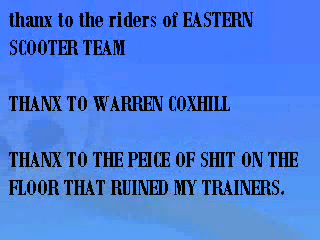 thanx to the riders of EASTERN
SCOOTER TEAM
THANX TO WARREN COXHILL
THANX TO THE PEICE OF SHIT ON THE
FLOOR THAT RUINED MY TRAINERS.